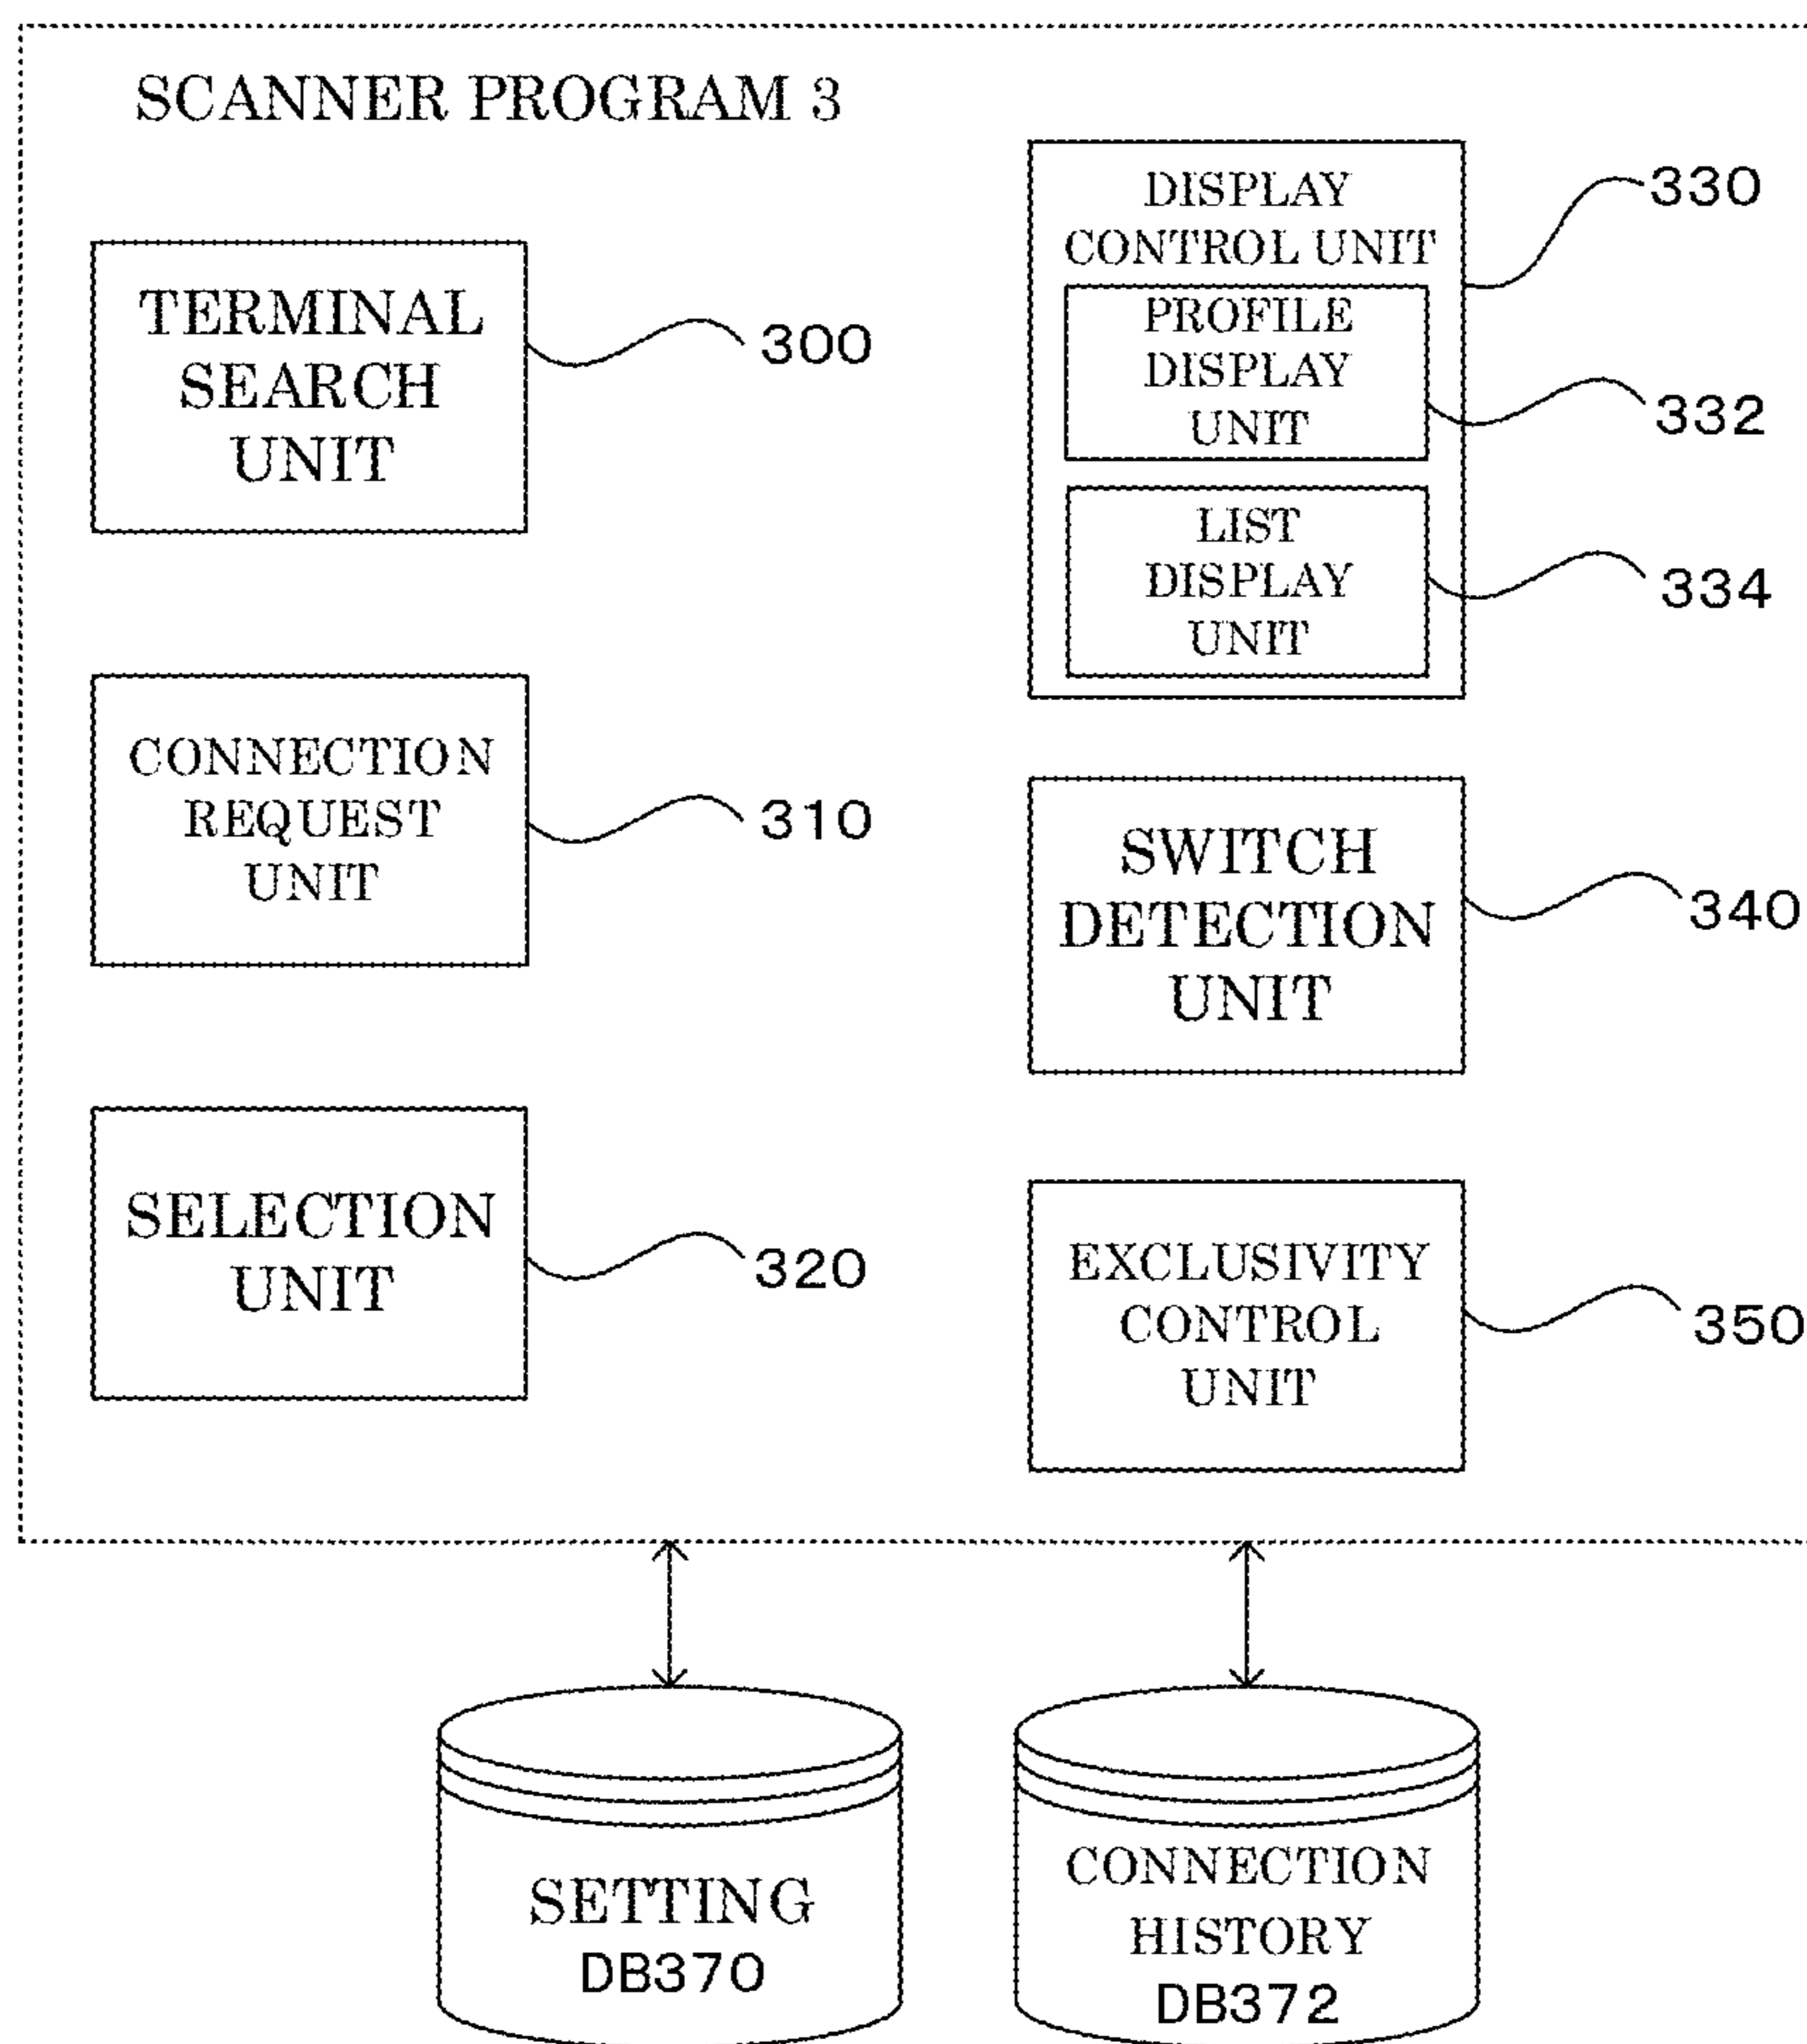 SCANNER PROGRAM 3
TERMINAL
SEARCH
UNIT
300
CONNECTION
REQUEST
UNIT
310
SELECTION
UNIT
320
DISPLAY
CONTROL UNIT
330
PROFILE
DISPLAY
UNIT
332
LIST
DISPLAY
UNIT
334
SWITCH
DETECTION
UNIT
340
EXCLUSIVITY
CONTROL
UNIT
350
SETTING
DB370
CONNECTION
HISTORY
DB372